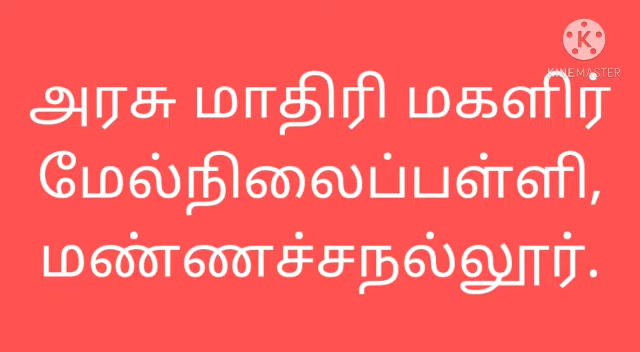 KINEMASTER
அரசு மாதிரி மகளிர்
மேல்நிலைப்பள்ளி,
மண்ணச்சநல்லூர்.